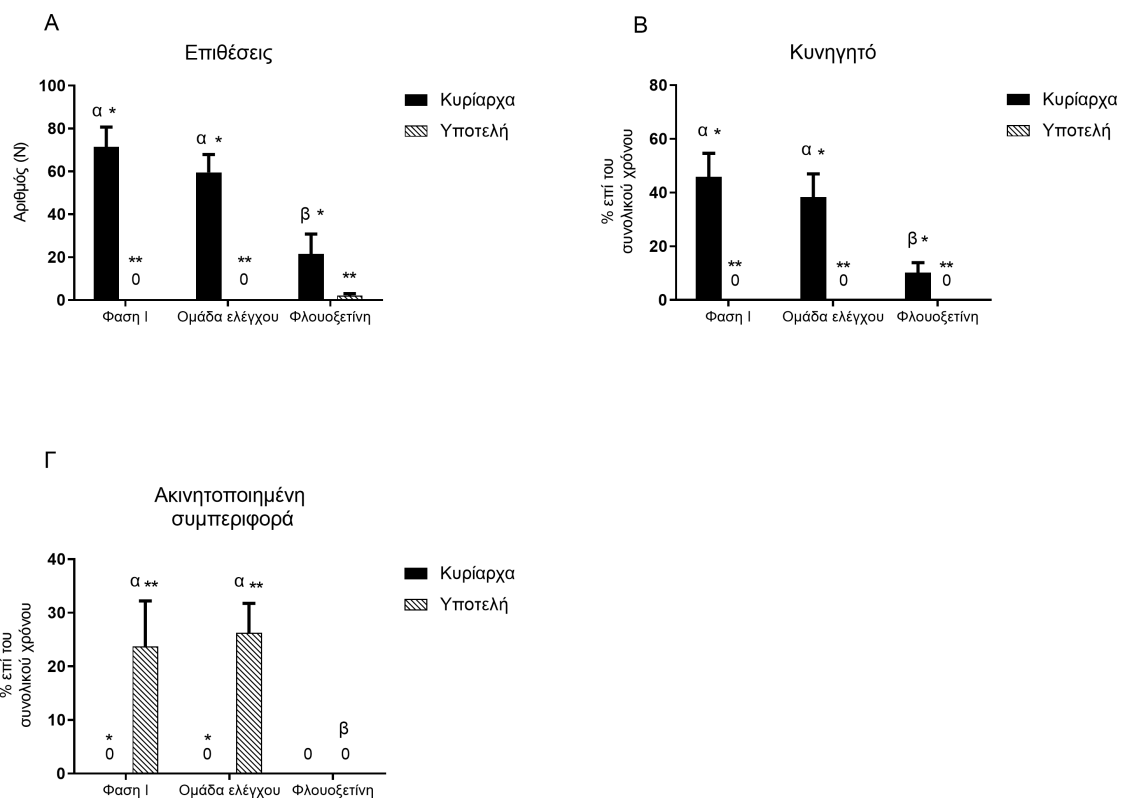 Α
Επιθέσεις
Αριθμός (Ν)
100
80
60
40
20
0
α *
**
0
α *
**
0
β *
**
Φαση Ι
Ομάδα ελέγχου
Φλουοξετίνη
Κυρίαρχα
Υποτελή
Β
Κυνηγητό
% επί του
συνολικού χρόνου
80
60
40
20
0
α *
**
0
α *
**
0
β *
**
0
Φαση Ι
Ομάδα ελέγχου
Φλουοξετίνη
Κυρίαρχα
Υποτελή
Γ
Ακινητοποιημένη
συμπεριφορά
% επί του
συνολικού χρόνου
40
30
20
10
0
*
0
α **
*
0
α **
0
β
0
Φαση Ι
Ομάδα ελέγχου
Φλουοξετίνη
Κυρίαρχα
Υποτελή